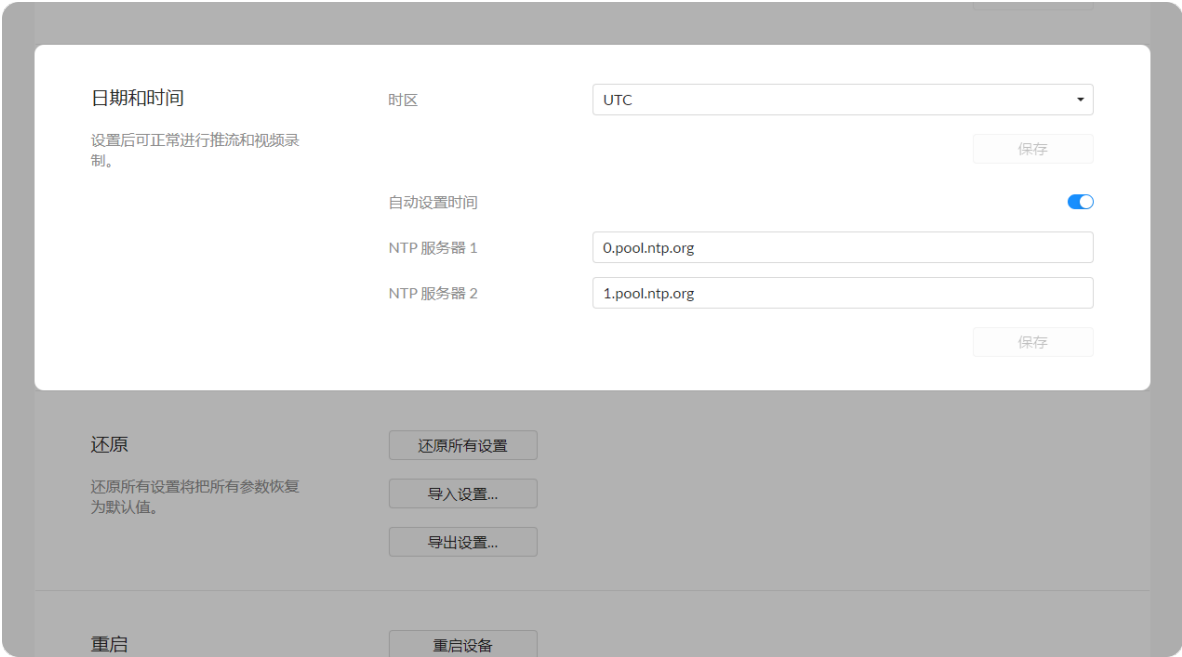 日期和时间
设置后可正常进行推流和视频录
制。
时区
UTC
保存
自动设置时间
NTP 服务器 1
0.pool.ntp.org
NTP 服务器 2
1.pool.ntp.org
保存
还原
还原所有设置将把所有参数恢复
为默认值。
还原所有设置
导入设置...
导出设置...
重启
重启设备